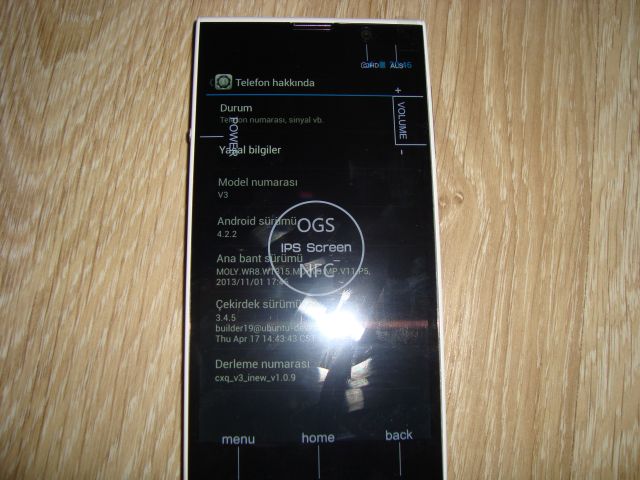 AUS
46
Telefon hakkında
+
VOLUME
-
POWER
Durum
Telefon numarası, sinyal vb.
Yasal bilgiler
Model numarası
V3
Android sürümü
4.2.2
OGS
IPS Screen
NFC
Ana bant sürümü
2013/11/01
Çekirdek sürümü
3.4.5
Thu Apr 17 14:43:43
Derleme numarası
cxq_v3_inew_v1.0.9
menu
home
back